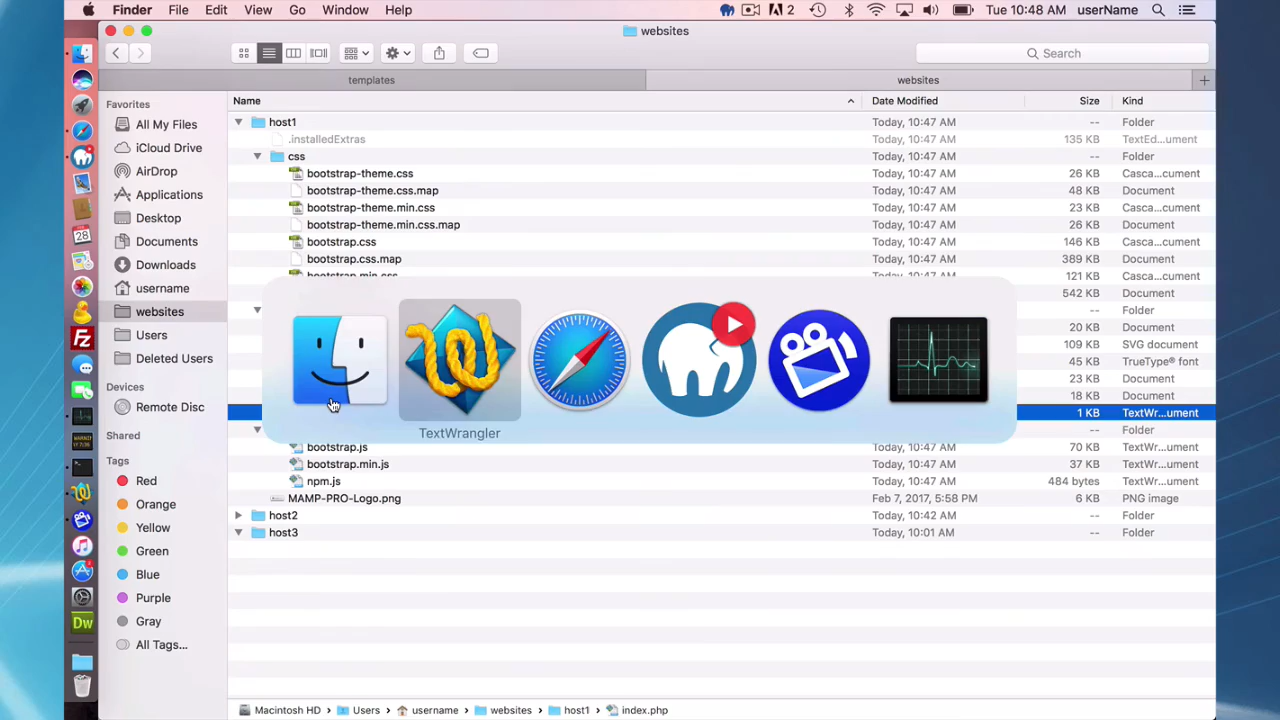 Finder File Edit View Go Window Help 2 Tue 10:48 AM userName
websites
Search
templates websites +
Favorites
All My Files
iCloud Drive
AirDrop
Applications
Desktop
Documents
Downloads
username
websites
Users
Deleted Users
Devices
Remote Disc
Shared
Tags
Red
Orange
Yellow
Green
Blue
Purple
Gray
All Tags...
Name Date Modified Size Kind
host1 Today, 10:47 AM -- Folder
.installedExtras Today, 10:47 AM 135 KB TextEd...ument
css Today, 10:47 AM -- Folder
bootstrap-theme.css Today, 10:47 AM 26 KB Casca...cument
bootstrap-theme.css.map Today, 10:47 AM 48 KB Document
bootstrap-theme.min.css Today, 10:47 AM 23 KB Casca...cument
bootstrap-theme.min.css.map Today, 10:47 AM 26 KB Document
bootstrap.css Today, 10:47 AM 146 KB Casca...cument
bootstrap.css.map Today, 10:47 AM 389 KB Document
bootstrap.min.css Today, 10:47 AM 121 KB Casca...cument
542 KB Document
-- Folder
20 KB Document
109 KB SVG document
45 KB TrueType® font
23 KB Document
18 KB Document
1 KB TextWr...ument
-- Folder
TextWrangler
bootstrap.js Today, 10:47 AM 70 KB TextWr...ument
bootstrap.min.js Today, 10:47 AM 37 KB TextWr...ument
npm.js Today, 10:47 AM 484 bytes TextWr...ument
MAMP-PRO-Logo.png Feb 7, 2017, 5:58 PM 6 KB PNG image
host2 Today, 10:42 AM -- Folder
host3 Today, 10:01 AM -- Folder
Macintosh HD Users username websites host1 index.php
FEB
28
Fz
Dw